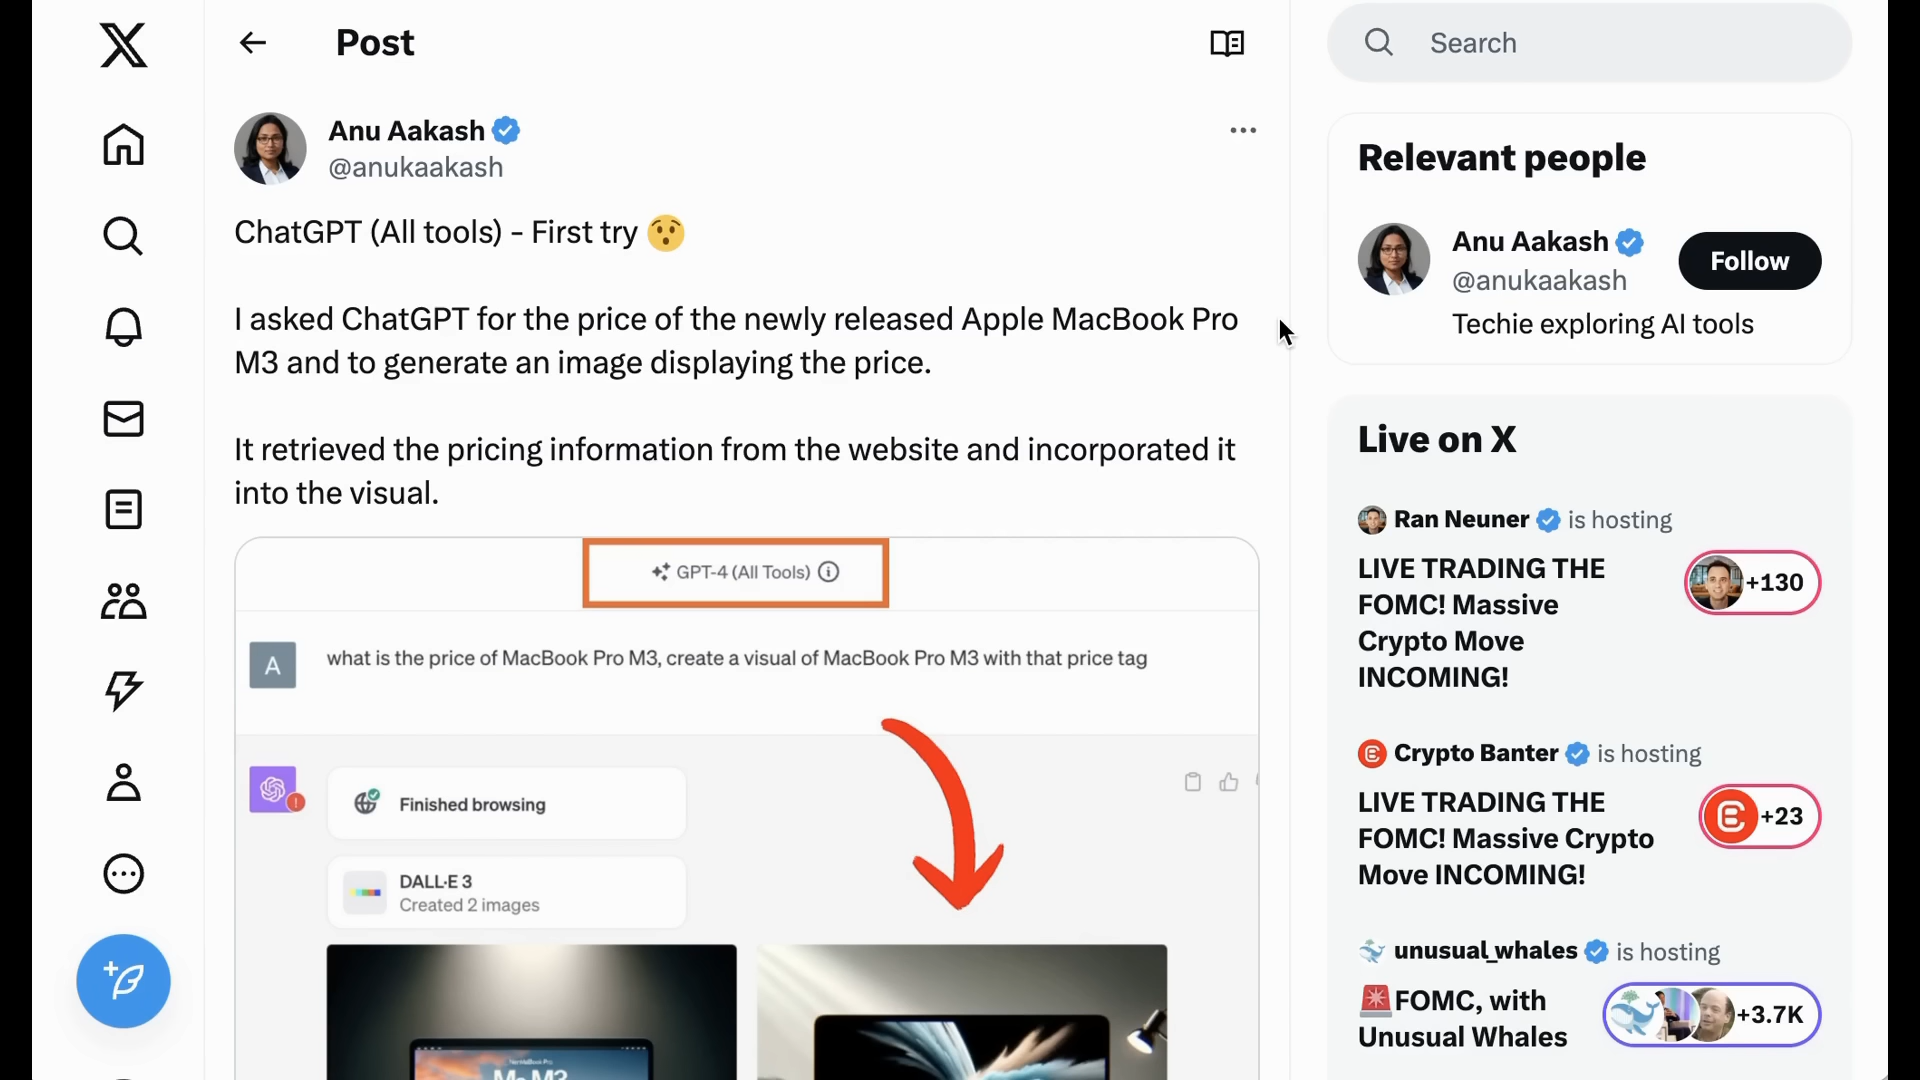 Post
Anu Aakash
@anukaakash
ChatGPT (All tools) - First try 😯
I asked ChatGPT for the price of the newly released Apple MacBook Pro
M3 and to generate an image displaying the price.
It retrieved the pricing information from the website and incorporated it
into the visual.
GPT-4 (All Tools)
A
what is the price of MacBook Pro M3, create a visual of MacBook Pro M3 with that price tag
Finished browsing
DALL·E 3
Created 2 images
Search
Relevant people
Anu Aakash
@anukaakash
Follow
Techie exploring AI tools
Live on X
Ran Neuner is hosting
LIVE TRADING THE
FOMC! Massive
Crypto Move
INCOMING!
+130
Crypto Banter is hosting
LIVE TRADING THE
FOMC! Massive Crypto
Move INCOMING!
+23
unusual_whales is hosting
🚨FOMC, with
Unusual Whales
+3.7K